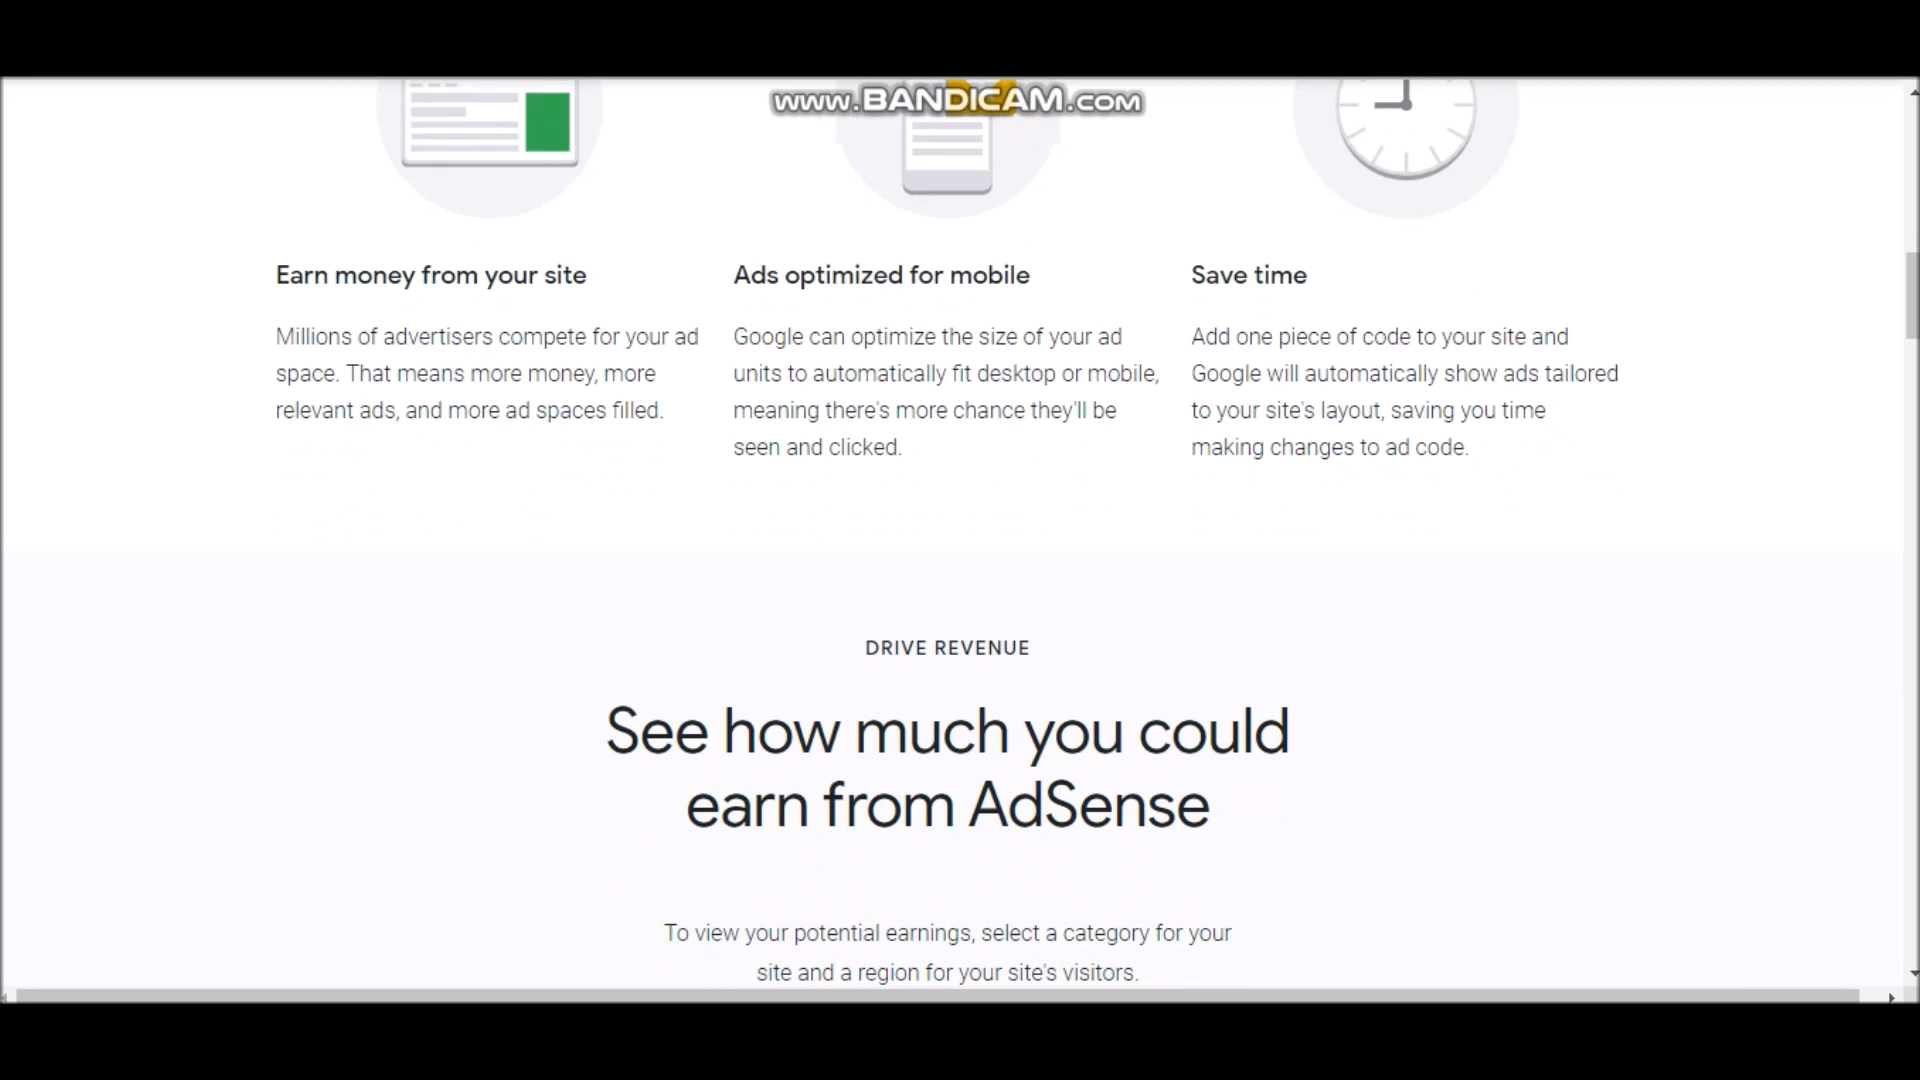 www.BANDICAM.com
Earn money from your site
Millions of advertisers compete for your ad
space. That means more money, more
relevant ads, and more ad spaces filled.
Ads optimized for mobile
Google can optimize the size of your ad
units to automatically fit desktop or mobile,
meaning there's more chance they'll be
seen and clicked.
Save time
Add one piece of code to your site and
Google will automatically show ads tailored
to your site's layout, saving you time
making changes to ad code.
DRIVE REVENUE
See how much you could
earn from AdSense
To view your potential earnings, select a category for your
site and a region for your site's visitors.